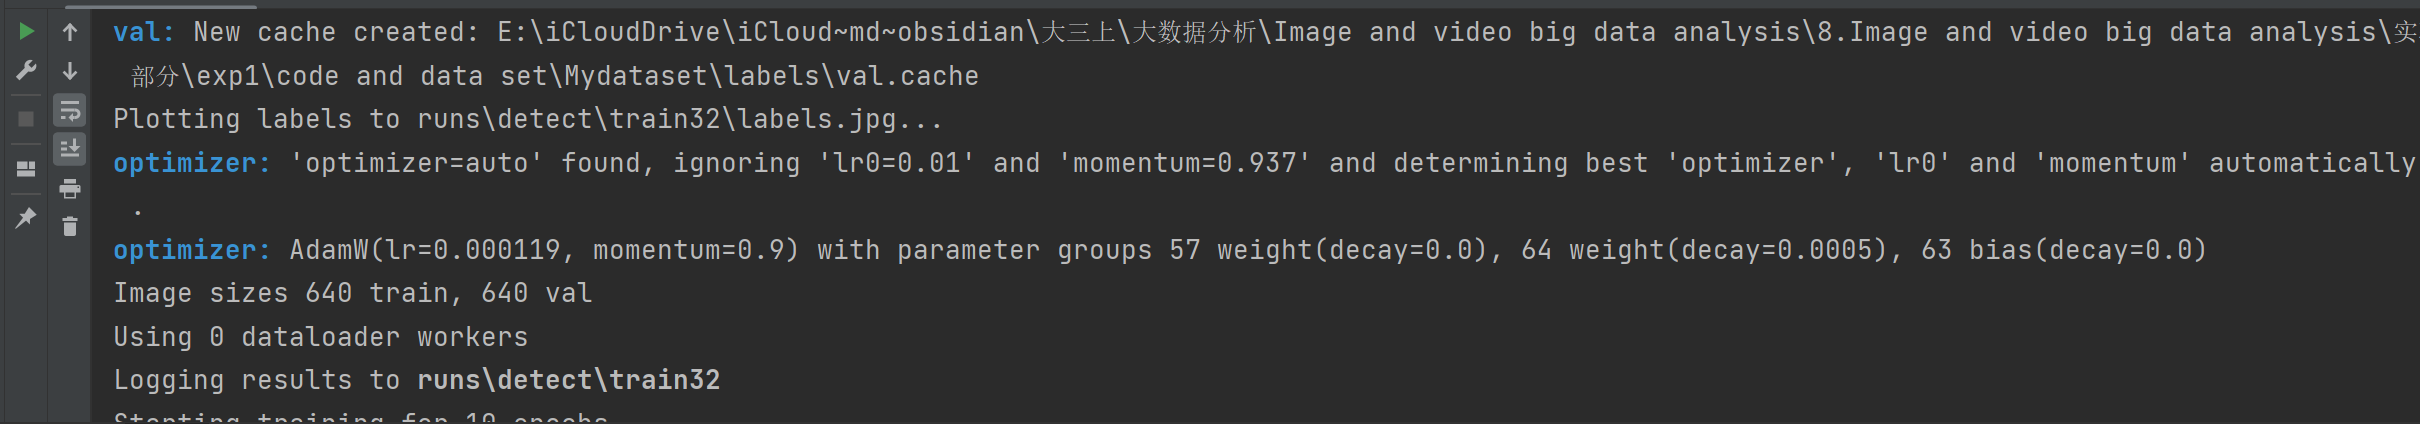 val: New cache created: E:\iCloudDrive\iCloud~md~obsidian\大三上\大数据分析\Image and video big data analysis\8.Image and video big data analysis\实
部分\exp1\code and data set\Mydataset\labels\val.cache
Plotting labels to runs\detect\train32\labels.jpg...
optimizer: 'optimizer=auto' found, ignoring 'lr0=0.01' and 'momentum=0.937' and determining best 'optimizer', 'lr0' and 'momentum' automatically
.
optimizer: AdamW(lr=0.000119, momentum=0.9) with parameter groups 57 weight(decay=0.0), 64 weight(decay=0.0005), 63 bias(decay=0.0)
Image sizes 640 train, 640 val
Using 0 dataloader workers
Logging results to runs\detect\train32
Starting training for 10 epochs